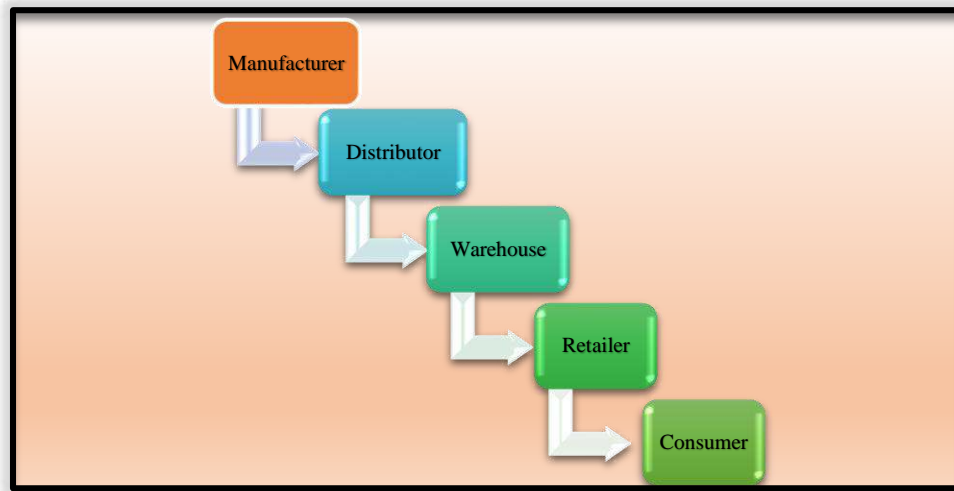 Manufacturer
Distributor
Warehouse
Retailer
Consumer